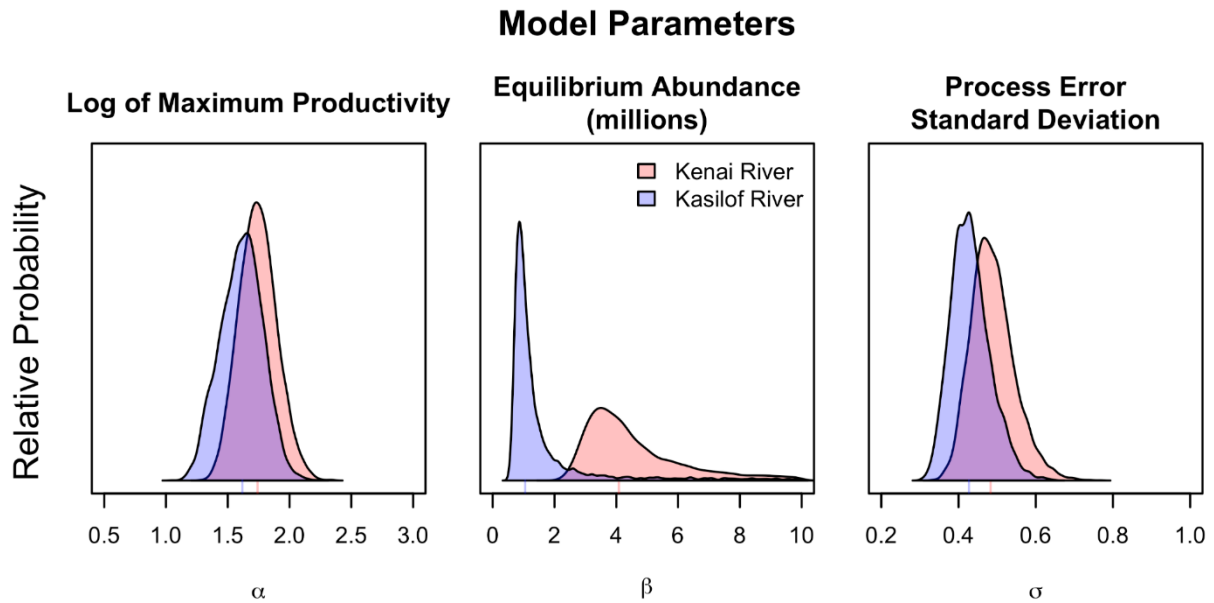 Model Parameters
Log of Maximum Productivity
Equilibrium Abundance
(millions)
Process Error
Standard Deviation
Relative Probability
Kenai River
Kasilof River
0.5 1.0 1.5 2.0 2.5 3.0
0 2 4 6 8 10
0.2 0.4 0.6 0.8 1.0
α
β
σ